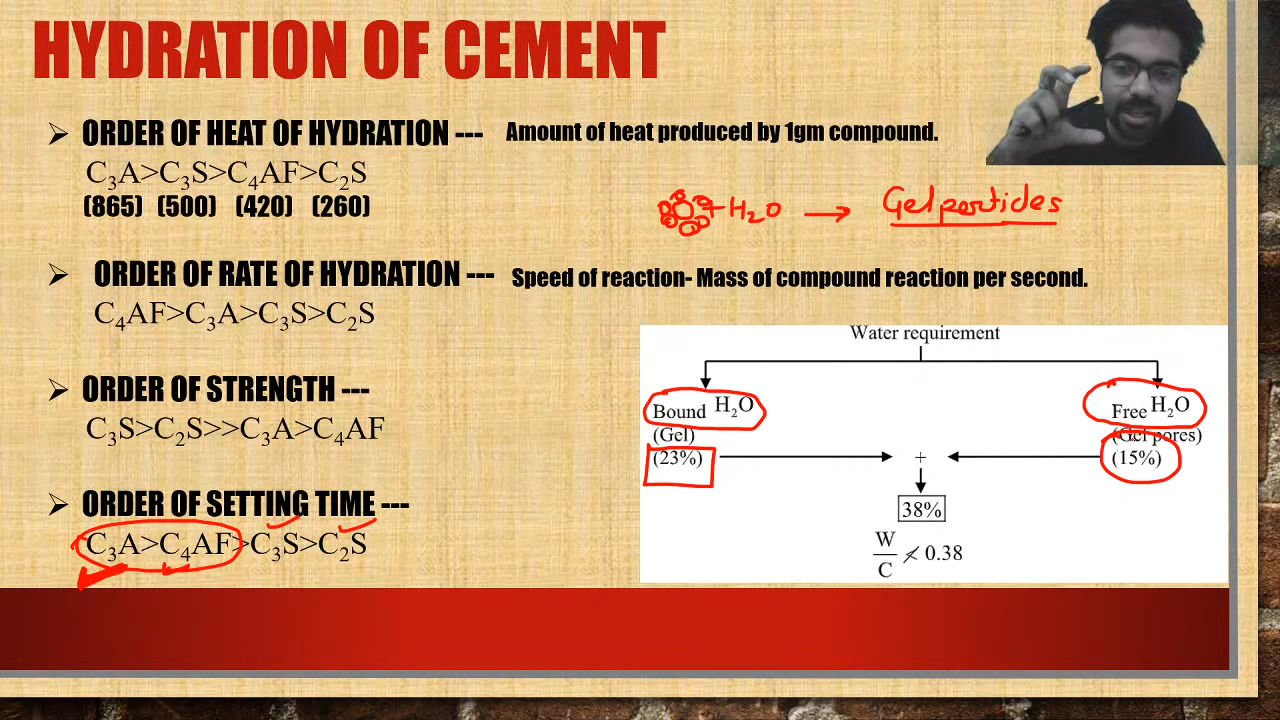 HYDRATION OF CEMENT
ORDER OF HEAT OF HYDRATION --- Amount of heat produced by 1gm compound.
C₃A>C₃S>C₄AF>C₂S
(865) (500) (420) (260)
+ H₂O → Gel particles
ORDER OF RATE OF HYDRATION --- Speed of reaction- Mass of compound reaction per second.
C₄AF>C₃A>C₃S>C₂S
ORDER OF STRENGTH ---
C₃S>C₂S>>C₃A>C₄AF
ORDER OF SETTING TIME ---
C₃A>C₄AF>C₃S>C₂S
Water requirement
Bound H₂O Free H₂O
(Gel) (Gel pores)
(23%) + (15%)
38%
W/C ≮ 0.38